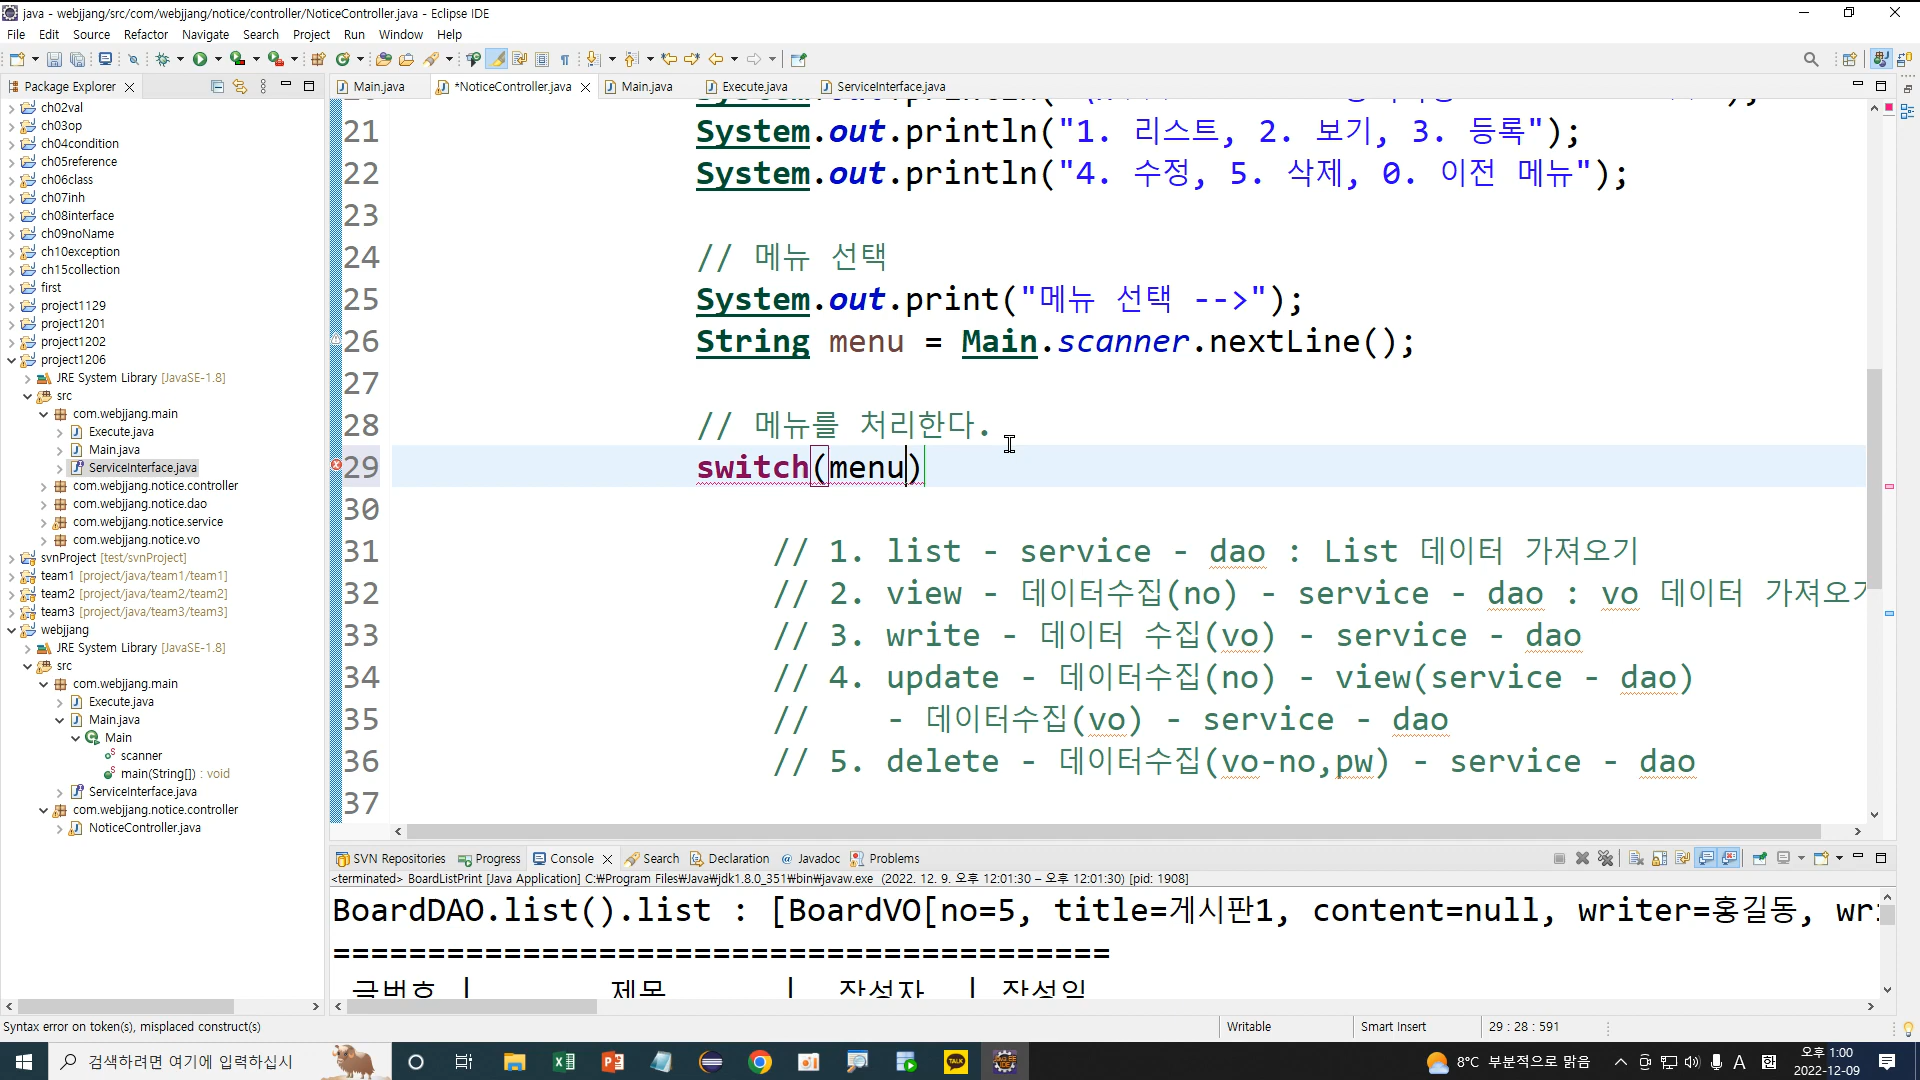 java - webjjang/src/com/webjjang/notice/controller/NoticeController.java - Eclipse IDE
File Edit Source Refactor Navigate Search Project Run Window Help
Package Explorer
Main.java *NoticeController.java Main.java Execute.java ServiceInterface.java
ch02val
ch03op
ch04condition
ch05reference
ch06class
ch07inh
ch08interface
ch09noName
ch10exception
ch15collection
first
project1129
project1201
project1202
project1206
JRE System Library [JavaSE-1.8]
src
com.webjjang.main
Execute.java
Main.java
ServiceInterface.java
com.webjjang.notice.controller
com.webjjang.notice.dao
com.webjjang.notice.service
com.webjjang.notice.vo
svnProject [test/svnProject]
team1 [project/java/team1/team1]
team2 [project/java/team2/team2]
team3 [project/java/team3/team3]
webjjang
JRE System Library [JavaSE-1.8]
src
com.webjjang.main
Execute.java
Main.java
Main
scanner
main(String[]) : void
ServiceInterface.java
com.webjjang.notice.controller
NoticeController.java
21 System.out.println("1. 리스트, 2. 보기, 3. 등록");
22 System.out.println("4. 수정, 5. 삭제, 0. 이전 메뉴");
23
24 // 메뉴 선택
25 System.out.print("메뉴 선택 -->");
26 String menu = Main.scanner.nextLine();
27
28 // 메뉴를 처리한다.
29 switch(menu)
30
31 // 1. list - service - dao : List 데이터 가져오기
32 // 2. view - 데이터수집(no) - service - dao : vo 데이터 가져오기
33 // 3. write - 데이터 수집(vo) - service - dao
34 // 4. update - 데이터수집(no) - view(service - dao)
35 // - 데이터수집(vo) - service - dao
36 // 5. delete - 데이터수집(vo-no,pw) - service - dao
37
SVN Repositories Progress Console Search Declaration @ Javadoc Problems
<terminated> BoardListPrint [Java Application] C:₩Program Files₩Java₩jdk1.8.0_351₩bin₩javaw.exe (2022. 12. 9. 오후 12:01:30 – 오후 12:01:30) [pid: 1908]
BoardDAO.list().list : [BoardVO[no=5, title=게시판1, content=null, writer=홍길동, wri
=========================================
글번호 | 제목 | 작성자 | 작성일
Syntax error on token(s), misplaced construct(s) Writable Smart Insert 29 : 28 : 591
검색하려면 여기에 입력하십시 TALK 8°C 부분적으로 맑음 A 한 오후 1:00
2022-12-09